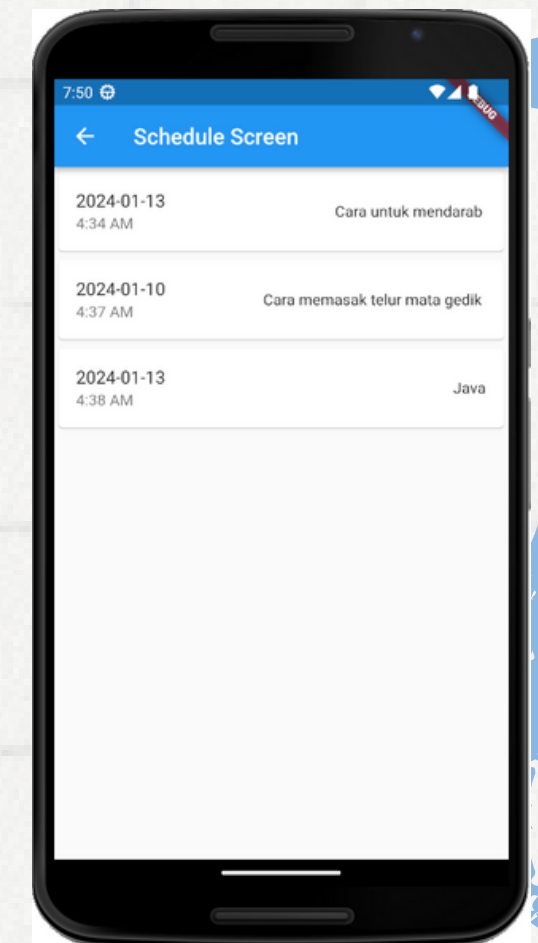 7:50
DEBUG
Schedule Screen
2024-01-13
4:34 AM
Cara untuk mendarab
2024-01-10
4:37 AM
Cara memasak telur mata gedik
2024-01-13
4:38 AM
Java